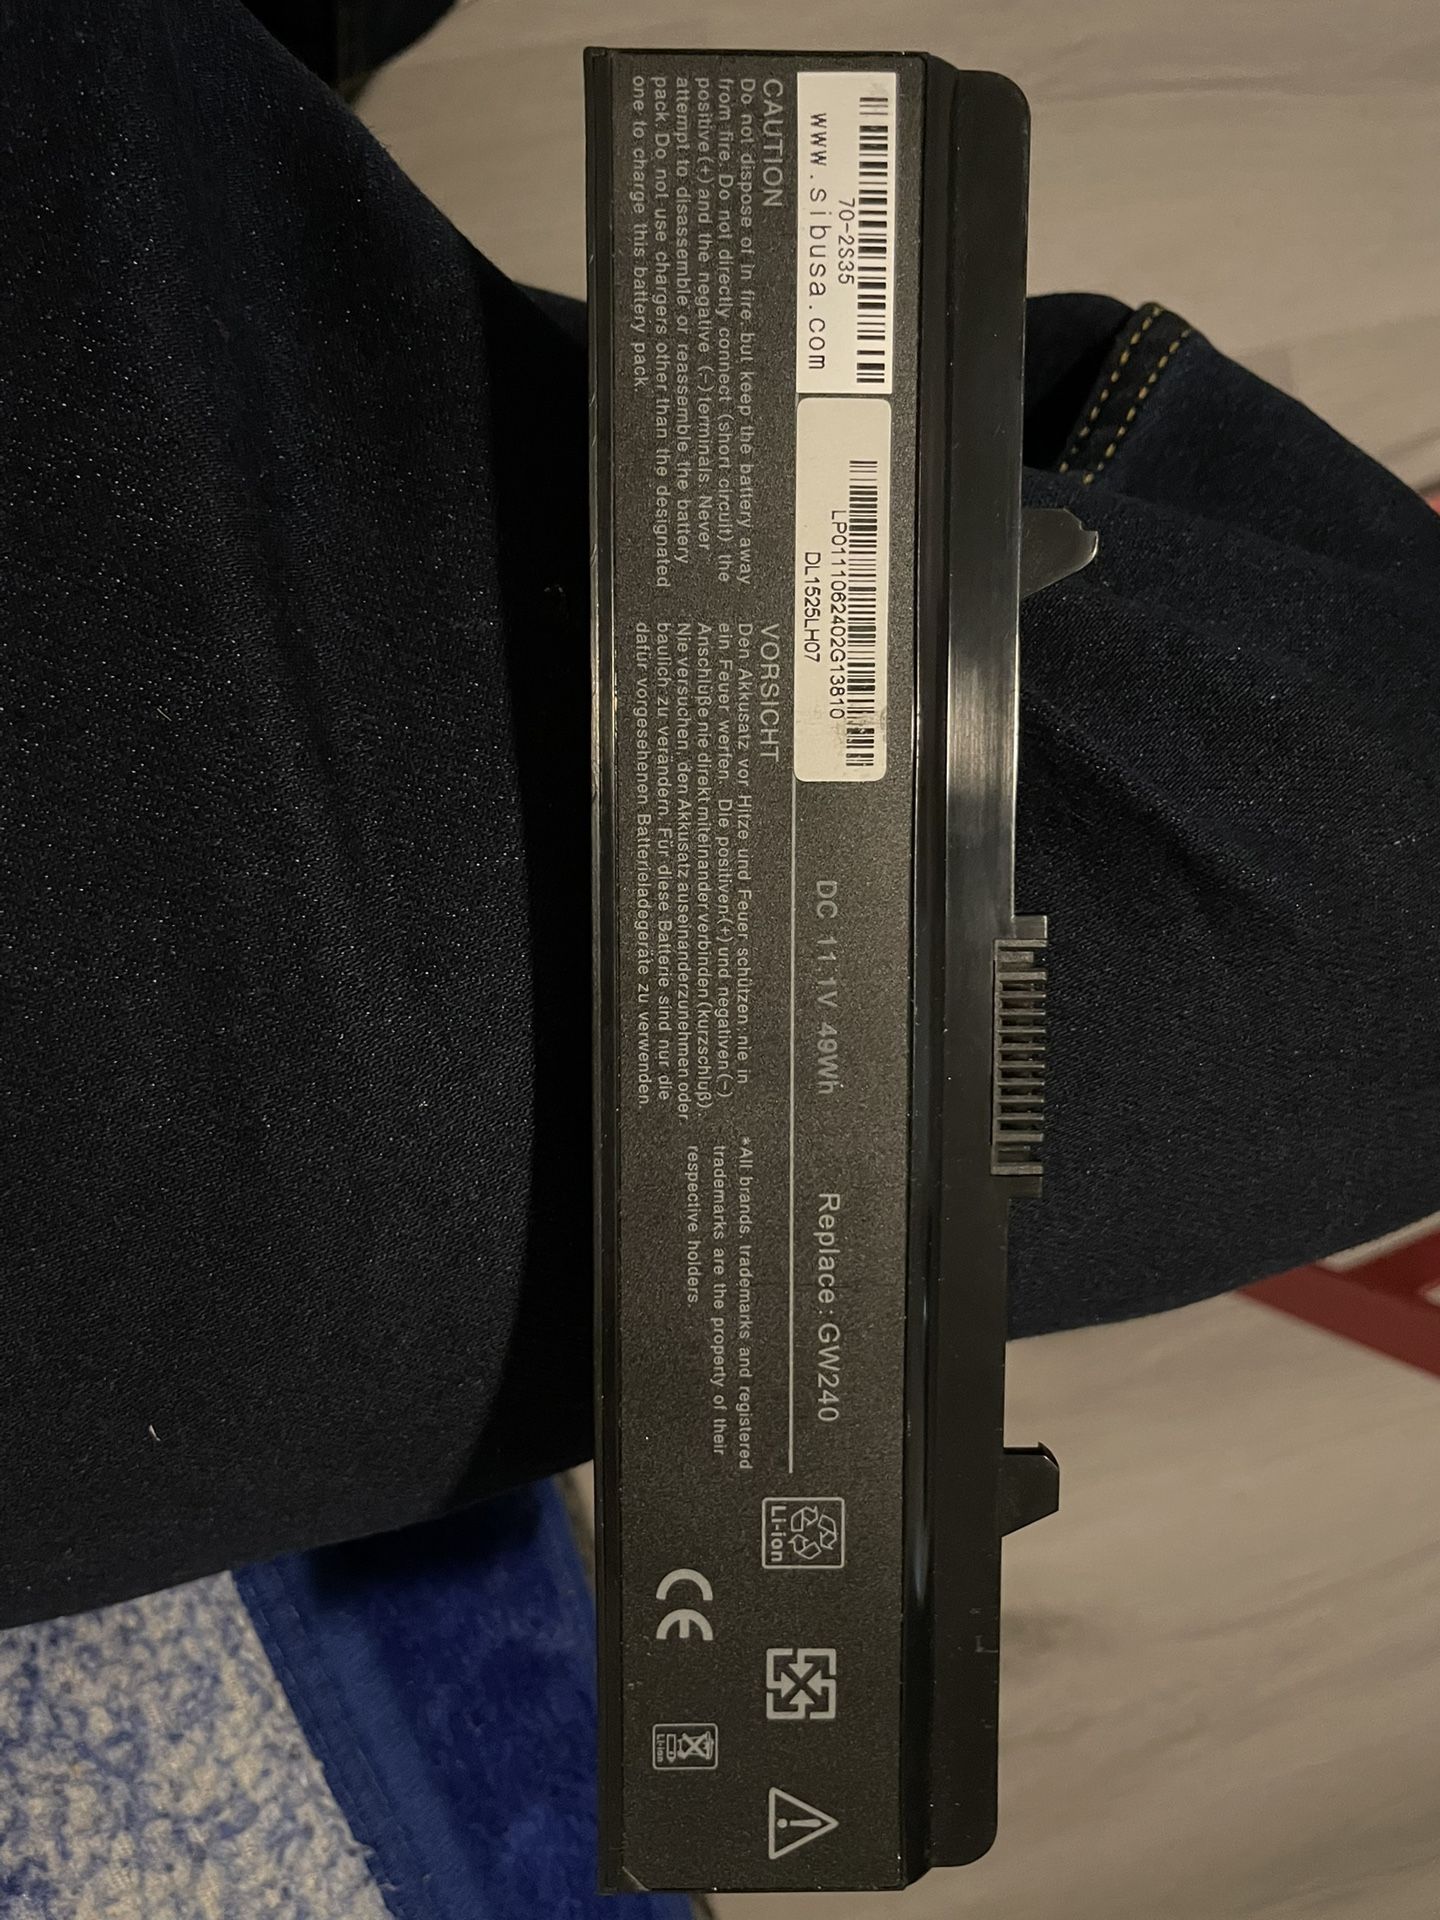 70-2S35
www.sibusa.com
LP0111062402G13810
DL1525LH07
DC 11.1V 49Wh
Replace : GW240
CAUTION
Do not dispose of in fire, but keep the battery away
from fire. Do not directly connect (short circuit) the
positive(+) and the negative (-) terminals. Never
attempt to disassemble or reassemble the battery
pack. Do not use chargers other than the designated
one to charge this battery pack.
VORSICHT
Den Akkusatz vor Hitze und Feuer schützen; nie in
ein Feuer werfen. Die positiven(+) und negativen(-)
Anschlüße nie direkt miteinander verbinden (kurzschluß).
Nie versuchen, den Akkusatz auseinanderzunehmen oder
baulich zu verändern. Für diese Batterie sind nur die
dafür vorgesehenen Batterieladegeräte zu verwenden.
*All brands, trademarks and registered
trademarks are the property of their
respective holders.
Li-ion
CE
Li-ion